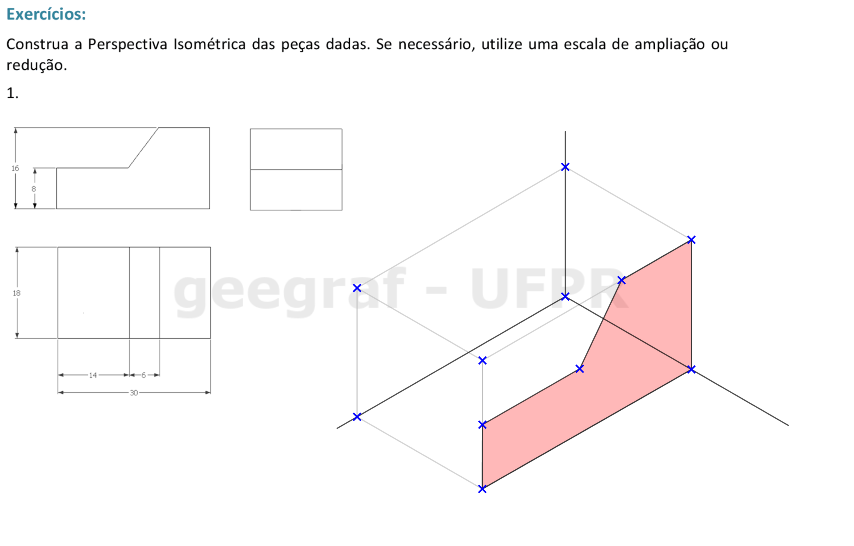 Exercícios:
Construa a Perspectiva Isométrica das peças dadas. Se necessário, utilize uma escala de ampliação ou
redução.
1.
16
8
18
geegraf - UFPR
14
6
30